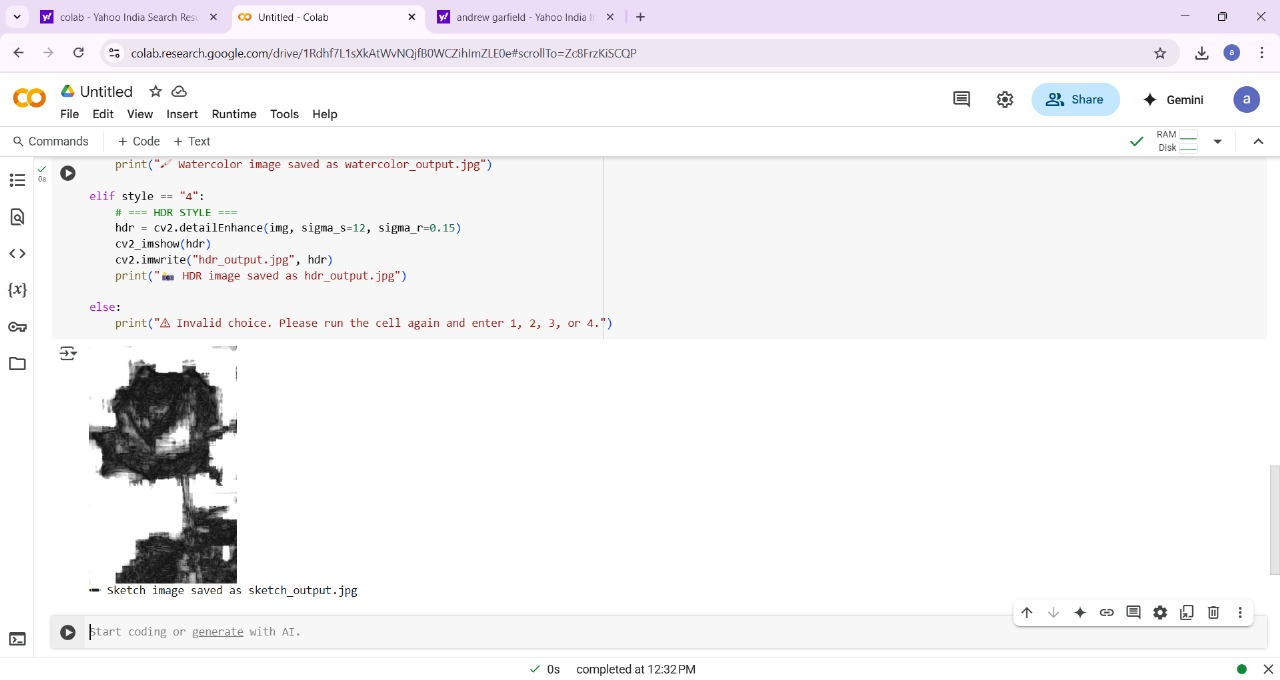 colab - Yahoo India Search Resu
Untitled - Colab
andrew garfield - Yahoo India I
colab.research.google.com/drive/1Rdhf7L1sXkAtWvNQjfB0WCZihImZLE0e#scrollTo=Zc8FrzKiSCQP
a
Untitled
File Edit View Insert Runtime Tools Help
Share
Gemini
a
Commands + Code + Text
RAM
Disk
0s
print("🖌 Watercolor image saved as watercolor_output.jpg")
elif style == "4":
# === HDR STYLE ===
hdr = cv2.detailEnhance(img, sigma_s=12, sigma_r=0.15)
cv2_imshow(hdr)
cv2.imwrite("hdr_output.jpg", hdr)
print("📸 HDR image saved as hdr_output.jpg")
else:
print("⚠ Invalid choice. Please run the cell again and enter 1, 2, 3, or 4.")
Sketch image saved as sketch_output.jpg
Start coding or generate with AI.
0s completed at 12:32 PM